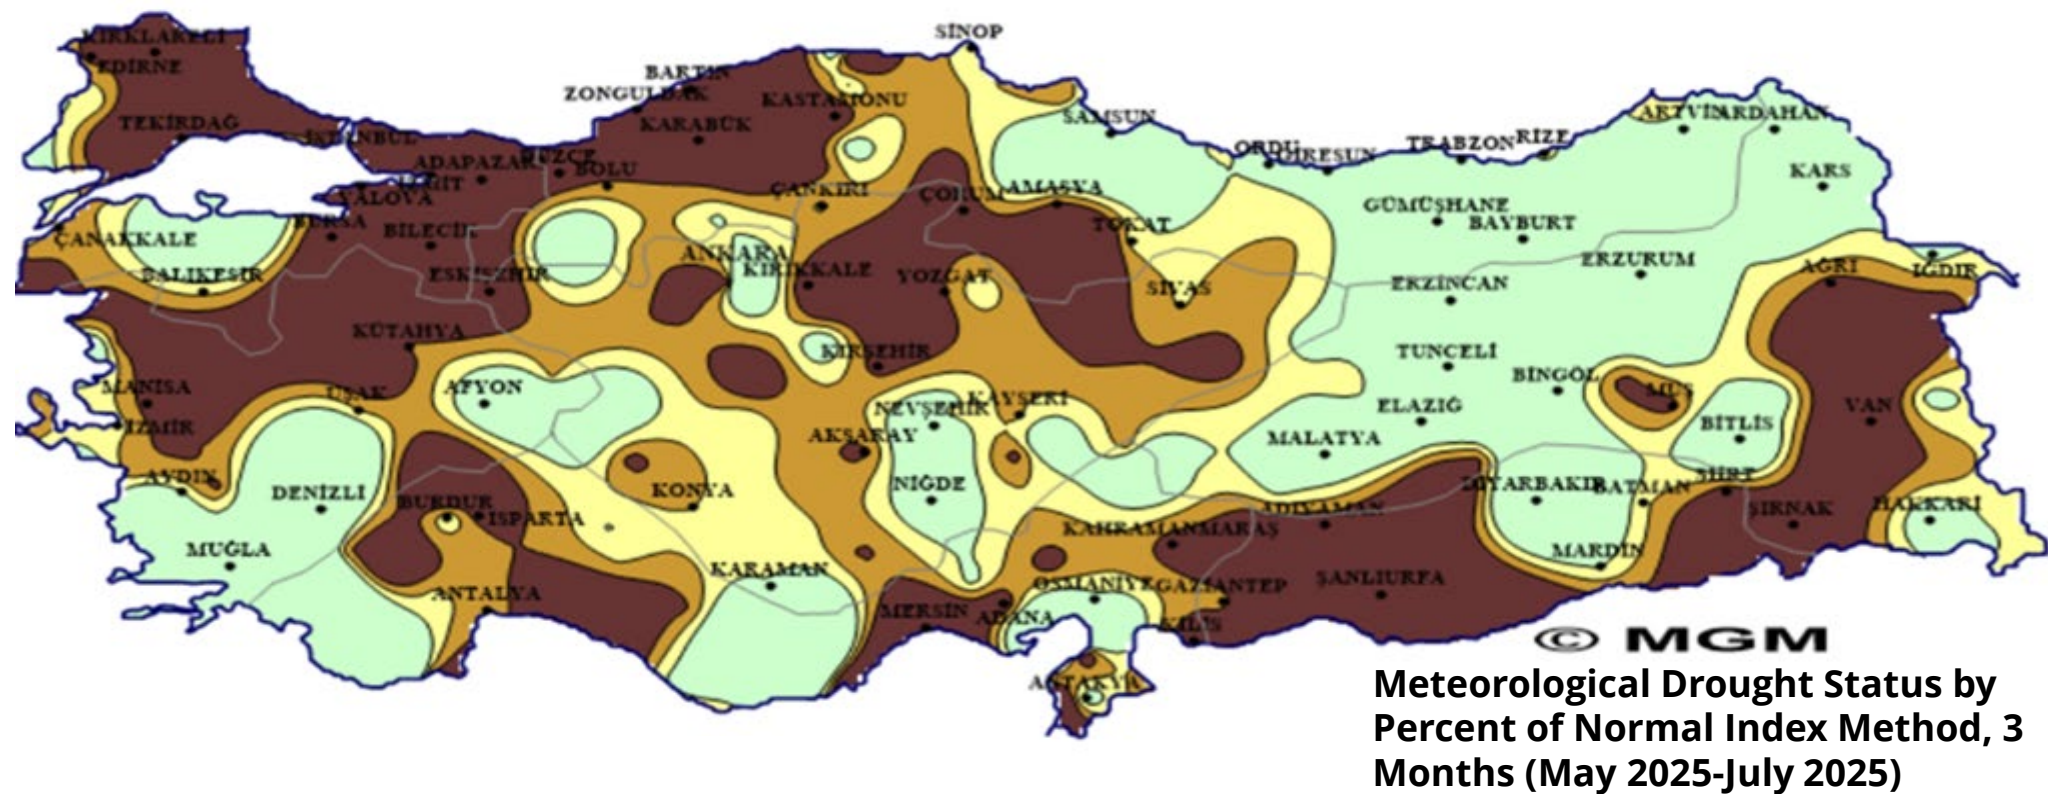 SİNOP
KIRKLARELİ
EDİRNE
BARTIN
ZONGULDAK
KASTAMONU
TEKİRDAĞ
İSTANBUL
KARABÜK
SAMSUN
ARTVİN
ARDAHAN
ADAPAZARI
DÜZCE
BOLU
ORDU
GİRESUN
TRABZON
RİZE
İZMİT
YALOVA
ÇANKIRI
ÇORUM
AMASYA
KARS
BURSA
BİLECİK
TOKAT
GÜMÜŞHANE
BAYBURT
ÇANAKKALE
ANKARA
KIRIKKALE
BALIKESİR
ESKİŞEHİR
YOZGAT
SİVAS
ERZİNCAN
ERZURUM
AĞRI
IĞDIR
KÜTAHYA
KIRŞEHİR
TUNCELİ
MANİSA
UŞAK
AFYON
NEVŞEHİR
KAYSERİ
BİNGÖL
MUŞ
ELAZIĞ
VAN
İZMİR
AKSARAY
MALATYA
BİTLİS
AYDIN
DENİZLİ
BURDUR
ISPARTA
KONYA
NİĞDE
DİYARBAKIR
BATMAN
SİİRT
ŞIRNAK
HAKKARİ
ADIYAMAN
KAHRAMANMARAŞ
MUĞLA
KARAMAN
MARDİN
ANTALYA
MERSİN
ADANA
OSMANİYE
GAZİANTEP
ŞANLIURFA
KİLİS
ANTAKYA
© MGM
Meteorological Drought Status by
Percent of Normal Index Method, 3
Months (May 2025-July 2025)